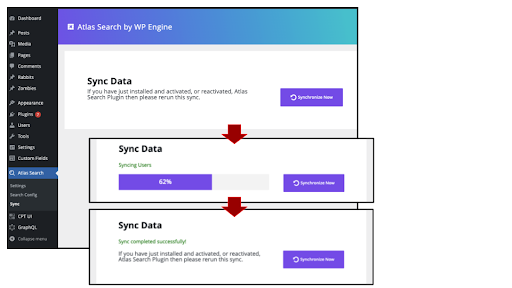 Dashboard
Posts
Media
Pages
Comments
Rabbits
Zombies
Appearance
Plugins
Users
Tools
Settings
Custom Fields
Atlas Search
Settings
Search Config
Sync
CPT UI
GraphQL
Collapse menu
Atlas Search by WP Engine
Sync Data
If you have just installed and activated, or reactivated, Atlas
Search Plugin then please rerun this sync.
Synchronize Now
Sync Data
Syncing Users
62%
Synchronize Now
Sync Data
Sync completed successfully!
If you have just installed and activated, or reactivated,
Atlas Search Plugin then please rerun this sync.
Synchronize Now